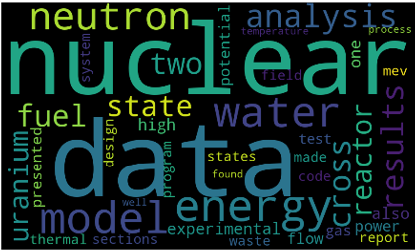 neutron analysis temperature process
nuclear
system two potential field one mev
fuel state water
data
uranium presented design high program states found test made code cross reactor results
model energy
well experimental flow gas also power
thermal sections waste report